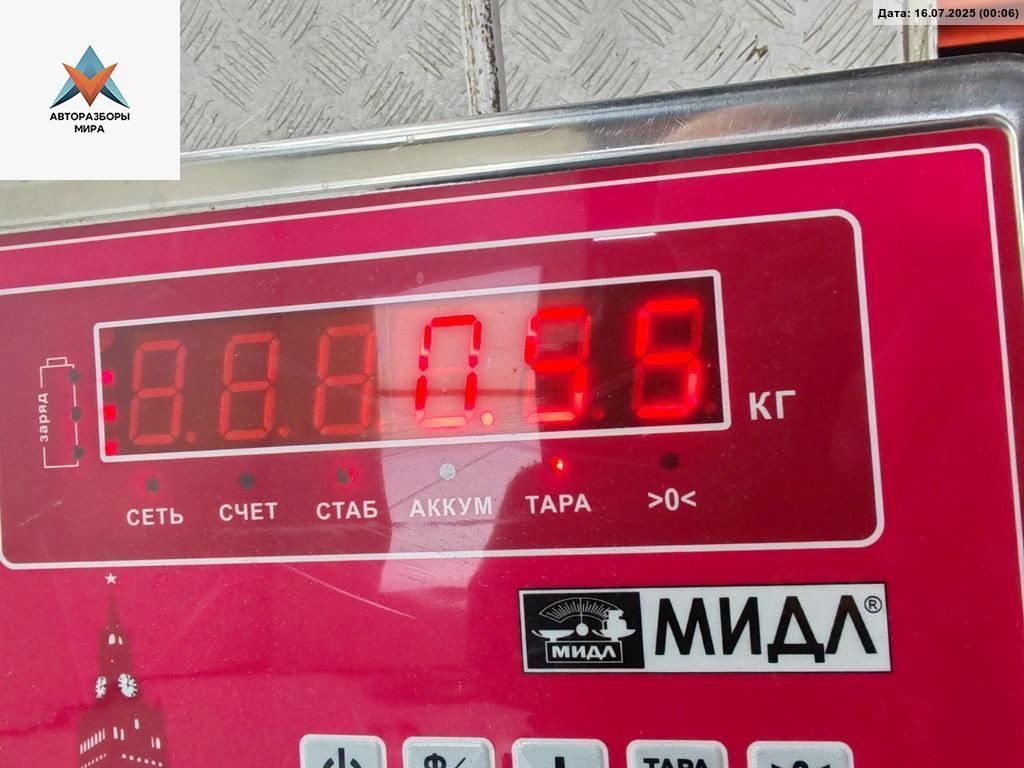 Дата: 16.07.2025 (00:06)
АВТОРАЗБОРЫ
МИРА
заряд
0.56
КГ
СЕТЬ СЧЕТ СТАБ АККУМ ТАРА >0<
МИДЛ
МИДЛ®
ТАРА